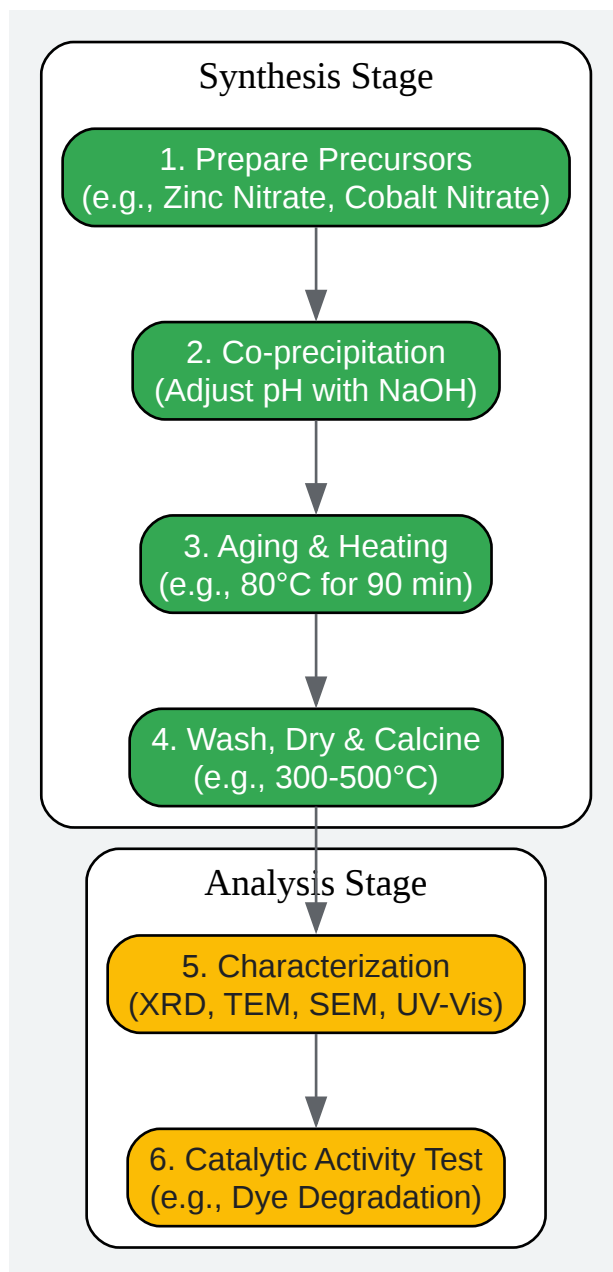 Synthesis Stage
1. Prepare Precursors
(e.g., Zinc Nitrate, Cobalt Nitrate)
2. Co-precipitation
(Adjust pH with NaOH)
3. Aging & Heating
(e.g., 80°C for 90 min)
4. Wash, Dry & Calcine
(e.g., 300-500°C)
Analysis Stage
5. Characterization
(XRD, TEM, SEM, UV-Vis)
6. Catalytic Activity Test
(e.g., Dye Degradation)